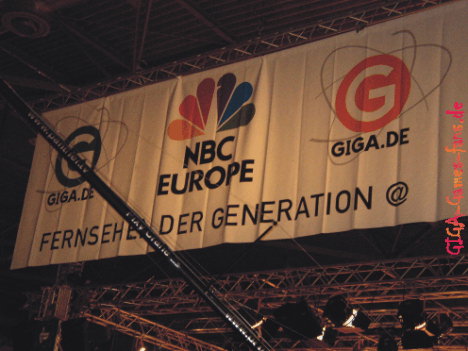 GIGA.DE
NBC
EUROPE
GIGA.DE
FERNSEHEN DER GENERATION @
GIGA-Games-fans.de